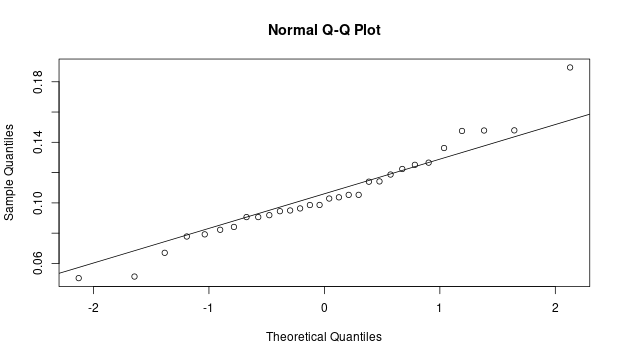 Normal Q-Q Plot
Sample Quantiles
0.18
0.14
0.10
0.06
-2 -1 0 1 2
Theoretical Quantiles